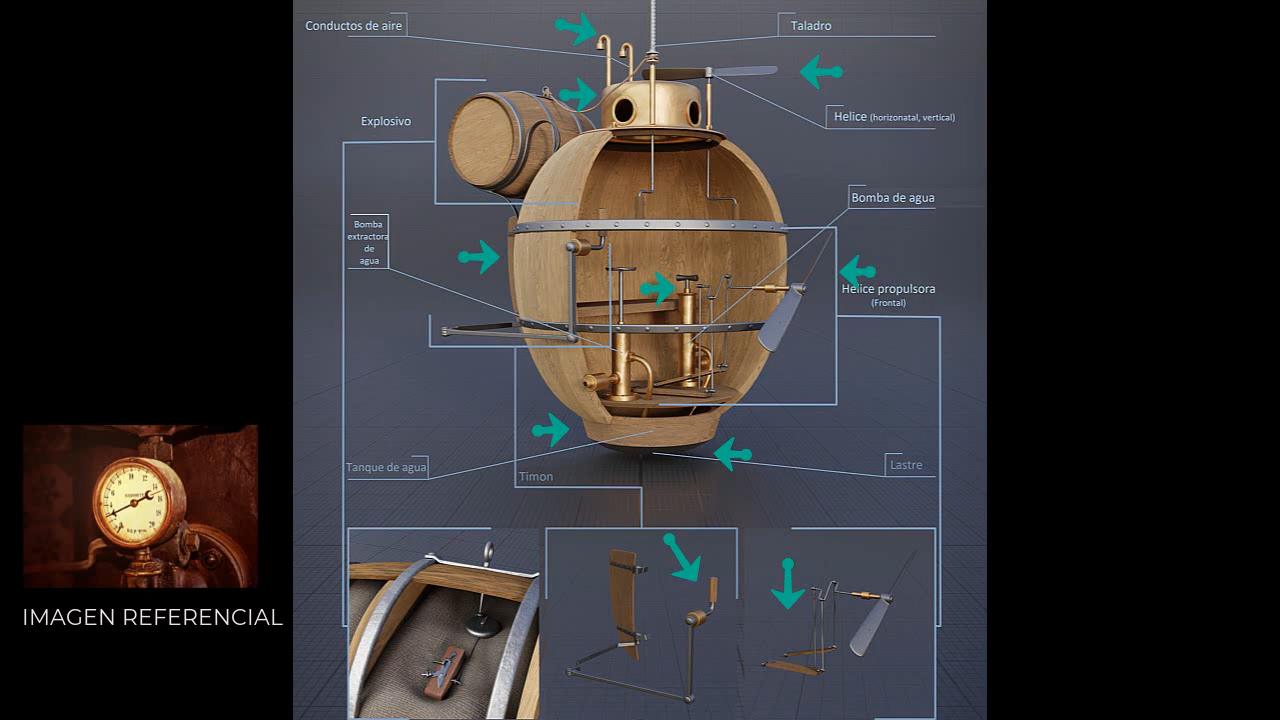 Conductos de aire
Taladro
Explosivo
Helice (horizonatal, vertical)
Bomba de agua
Bomba
extractora
de
agua
Helice propulsora
(Frontal)
Tanque de agua
Timon
Lastre
IMAGEN REFERENCIAL